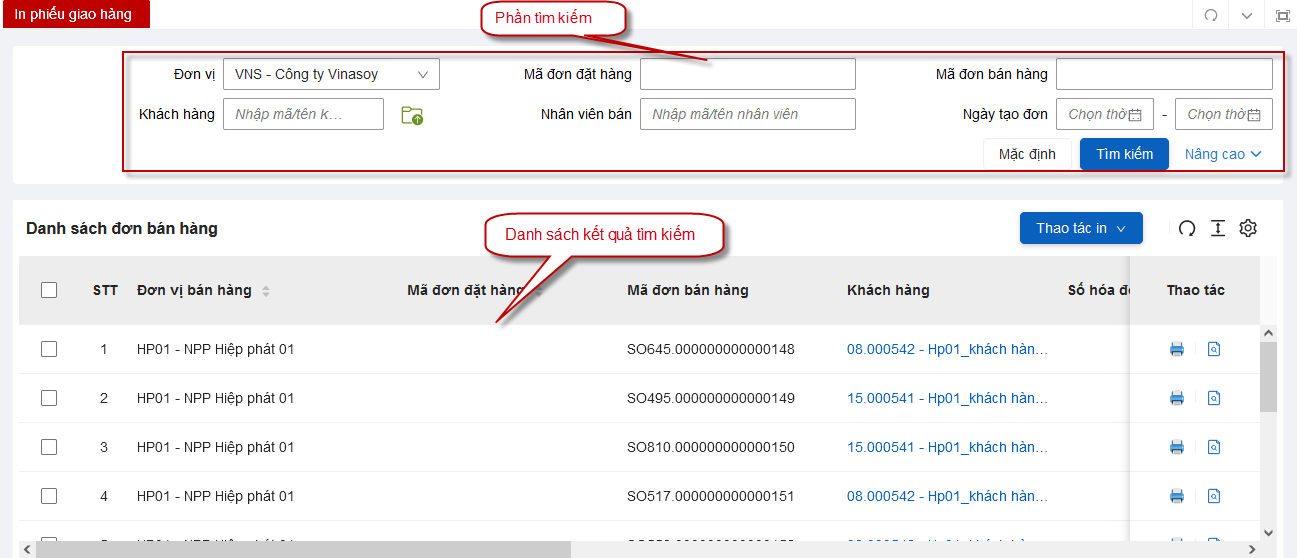 In phiếu giao hàng
Phần tìm kiếm
Đơn vị VNS - Công ty Vinasoy Mã đơn đặt hàng Mã đơn bán hàng
Khách hàng Nhập mã/tên k... Nhân viên bán Nhập mã/tên nhân viên Ngày tạo đơn Chọn thờ - Chọn thờ
Mặc định Tìm kiếm Nâng cao
Danh sách đơn bán hàng Danh sách kết quả tìm kiếm Thao tác in
STT Đơn vị bán hàng Mã đơn đặt hàng Mã đơn bán hàng Khách hàng Số hóa đ Thao tác
1 HP01 - NPP Hiệp phát 01 SO645.000000000000148 08.000542 - Hp01_khách hàn...
2 HP01 - NPP Hiệp phát 01 SO495.000000000000149 15.000541 - Hp01_khách hàn...
3 HP01 - NPP Hiệp phát 01 SO810.000000000000150 15.000541 - Hp01_khách hàn...
4 HP01 - NPP Hiệp phát 01 SO517.000000000000151 08.000542 - Hp01_khách hàn...